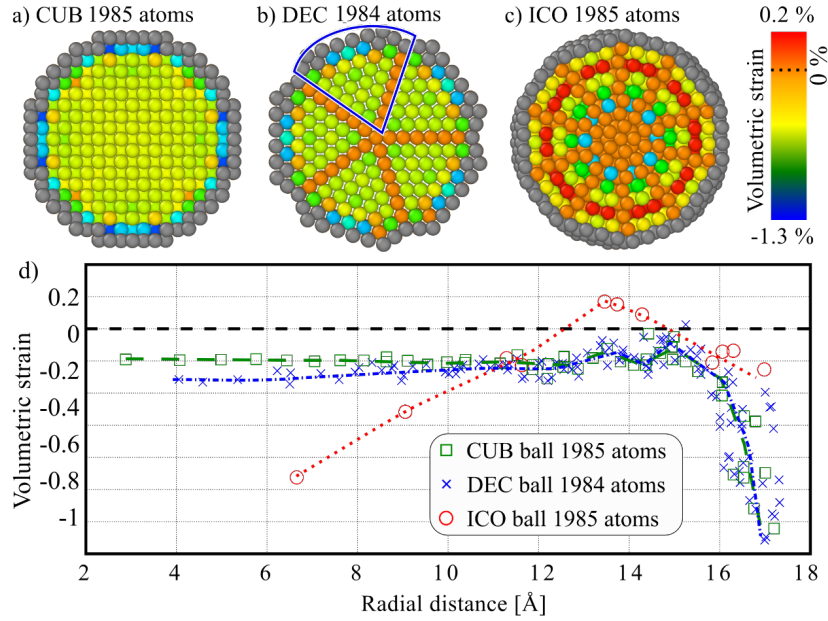 a) CUB 1985 atoms
b) DEC 1984 atoms
c) ICO 1985 atoms
0.2 %
0 %
Volumetric strain
-1.3 %
d)
0.2
0
-0.2
-0.4
-0.6
-0.8
-1
Volumetric strain
CUB ball 1985 atoms
DEC ball 1984 atoms
ICO ball 1985 atoms
2
4
6
8
10
12
14
16
18
Radial distance [Å]